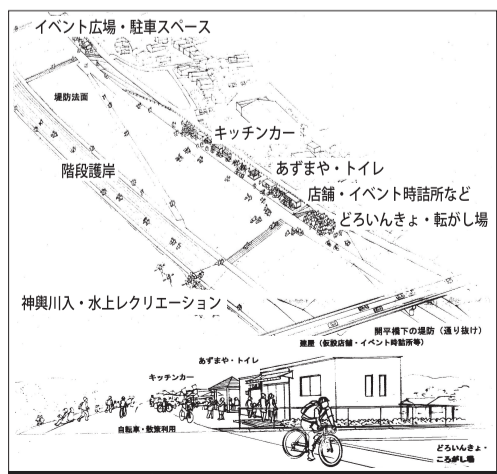 イベント広場・駐車スペース
堤防法面
キッチンカー
階段護岸
あずまや・トイレ
店舗・イベント時詰所など
どろいんきょ・転がし場
神輿川入・水上レクリエーション
開平橋下の堤防（通り抜け）
建屋（仮設店舗・イベント時詰所等）
あずまや・トイレ
キッチンカー
自転車・散策利用
どろいんきょ・
ころがし場